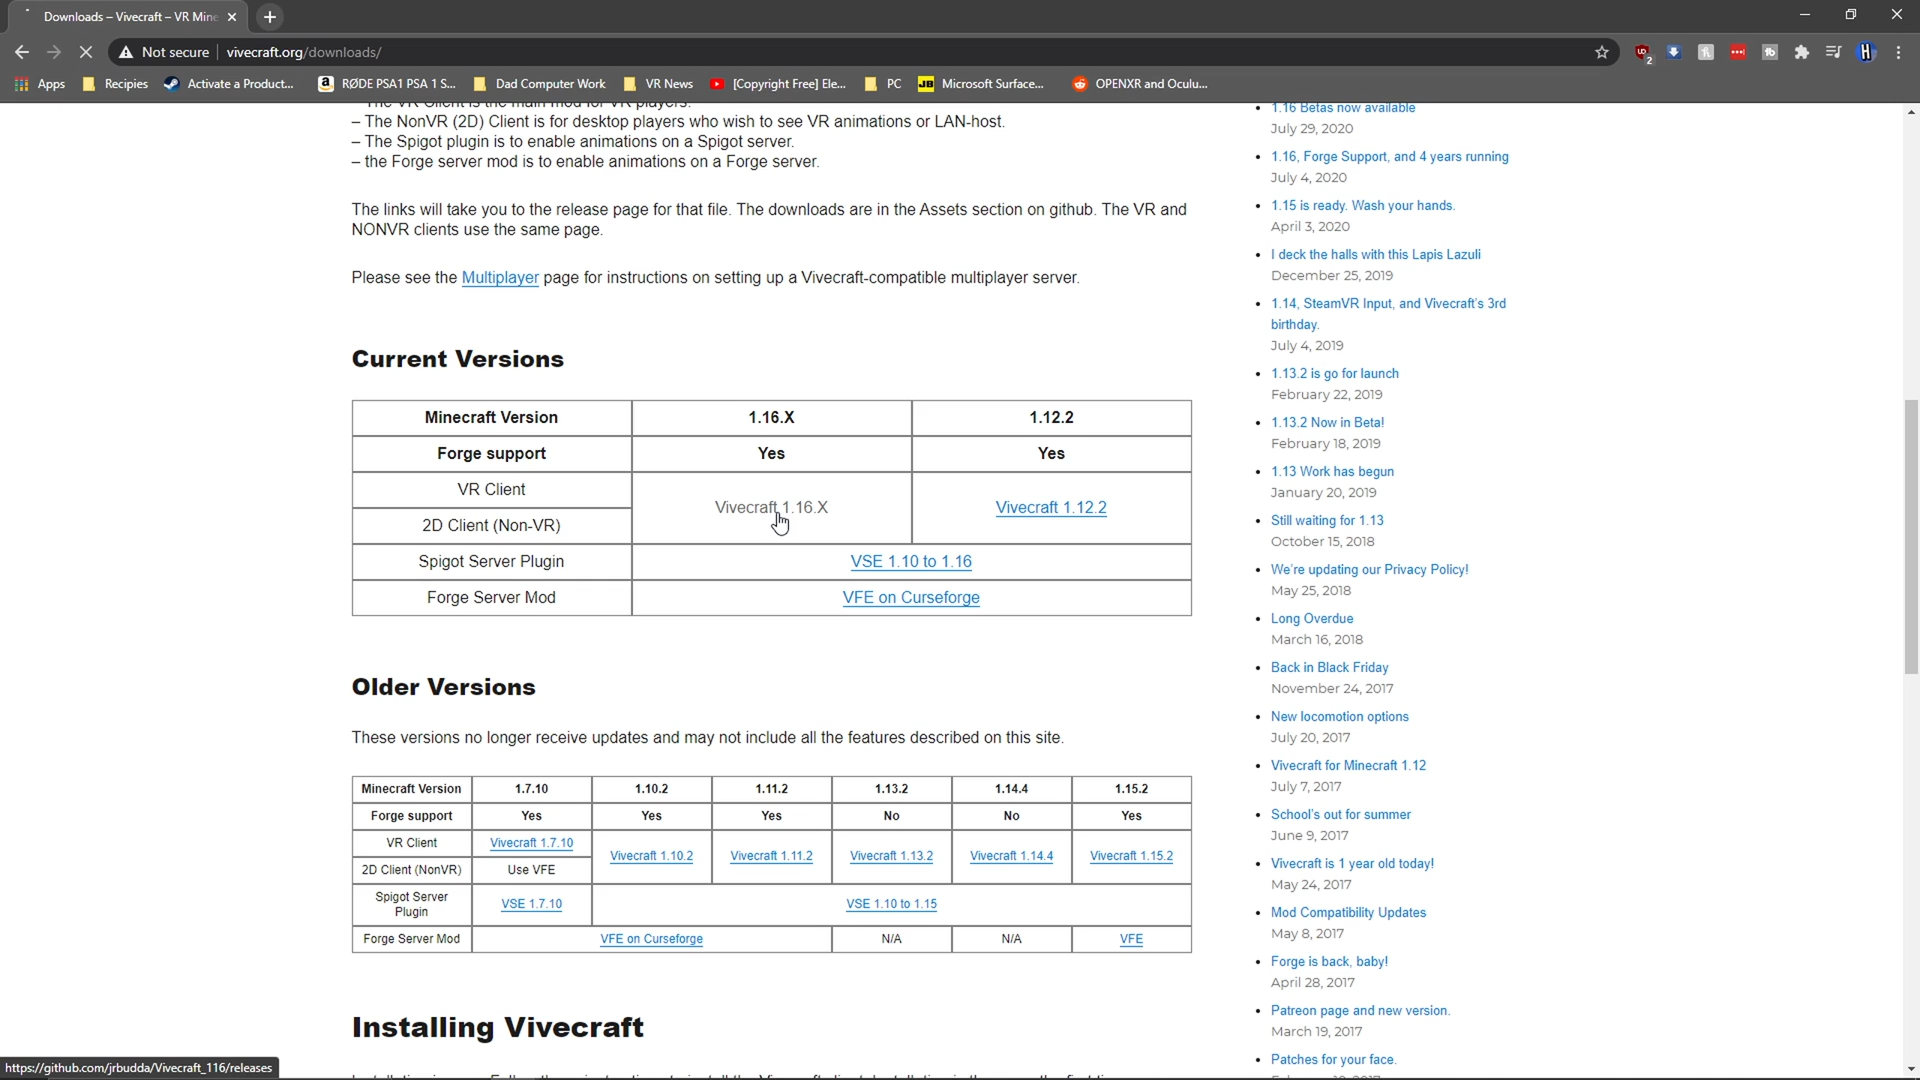 Downloads – Vivecraft – VR Mine
Not secure vivecraft.org/downloads/
2
Apps Recipies Activate a Product... RØDE PSA1 PSA 1 S... Dad Computer Work VR News [Copyright Free] Ele... PC JB Microsoft Surface... OPENXR and Oculu...
– The VR Client is the main mod for VR players.
– The NonVR (2D) Client is for desktop players who wish to see VR animations or LAN-host.
– The Spigot plugin is to enable animations on a Spigot server.
– the Forge server mod is to enable animations on a Forge server.
The links will take you to the release page for that file. The downloads are in the Assets section on github. The VR and
NONVR clients use the same page.
Please see the Multiplayer page for instructions on setting up a Vivecraft-compatible multiplayer server.
Current Versions
Minecraft Version 1.16.X 1.12.2
Forge support Yes Yes
VR Client
Vivecraft 1.16.X Vivecraft 1.12.2
2D Client (Non-VR)
Spigot Server Plugin VSE 1.10 to 1.16
Forge Server Mod VFE on Curseforge
Older Versions
These versions no longer receive updates and may not include all the features described on this site.
Minecraft Version 1.7.10 1.10.2 1.11.2 1.13.2 1.14.4 1.15.2
Forge support Yes Yes Yes No No Yes
VR Client Vivecraft 1.7.10
Vivecraft 1.10.2 Vivecraft 1.11.2 Vivecraft 1.13.2 Vivecraft 1.14.4 Vivecraft 1.15.2
2D Client (NonVR) Use VFE
Spigot Server
Plugin VSE 1.7.10 VSE 1.10 to 1.15
Forge Server Mod VFE on Curseforge N/A N/A VFE
Installing Vivecraft
1.16 Betas now available
July 29, 2020
1.16, Forge Support, and 4 years running
July 4, 2020
1.15 is ready. Wash your hands.
April 3, 2020
I deck the halls with this Lapis Lazuli
December 25, 2019
1.14, SteamVR Input, and Vivecraft's 3rd
birthday.
July 4, 2019
1.13.2 is go for launch
February 22, 2019
1.13.2 Now in Beta!
February 18, 2019
1.13 Work has begun
January 20, 2019
Still waiting for 1.13
October 15, 2018
We're updating our Privacy Policy!
May 25, 2018
Long Overdue
March 16, 2018
Back in Black Friday
November 24, 2017
New locomotion options
July 20, 2017
Vivecraft for Minecraft 1.12
July 7, 2017
School's out for summer
June 9, 2017
Vivecraft is 1 year old today!
May 24, 2017
Mod Compatibility Updates
May 8, 2017
Forge is back, baby!
April 28, 2017
Patreon page and new version.
March 19, 2017
Patches for your face.
https://github.com/jrbudda/Vivecraft_116/releases